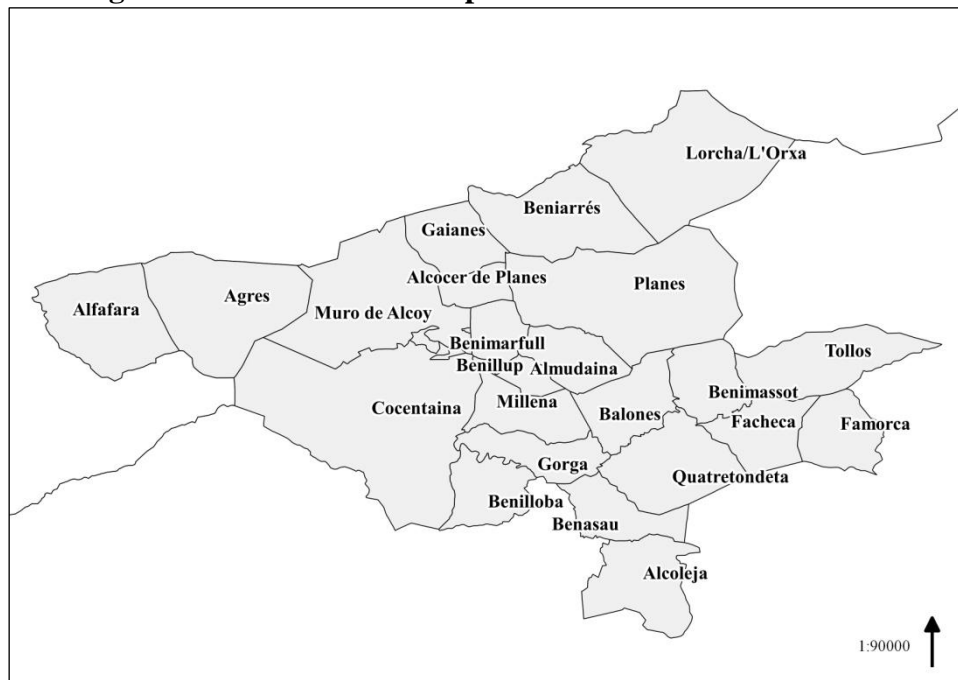 Lorcha/L'Orxa
Beniarrés
Gaianes
Alcocer de Planes
Planes
Agres
Alfafara
Muro de Alcoy
Benimarfull
Benillup
Almudaina
Tollos
Benimassot
Cocentaina
Millena
Balones
Facheca
Famorca
Gorga
Quatretondeta
Benilloba
Benasau
Alcoleja
1:90000